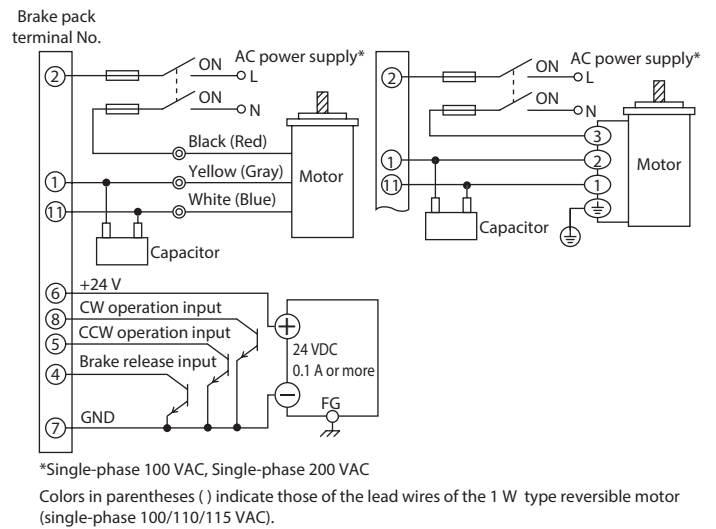 Brake pack
terminal No.
ON
AC power supply*
2
L
ON
N
Black (Red)
Yellow (Gray)
1
Motor
White (Blue)
11
Capacitor
ON
AC power supply*
2
L
ON
N
3
1
2
Motor
11
1
Capacitor
6
+24 V
8
CW operation input
5
CCW operation input
4
Brake release input
7
GND
+
24 VDC
0.1 A or more
−
FG
*Single-phase 100 VAC, Single-phase 200 VAC
Colors in parentheses ( ) indicate those of the lead wires of the 1 W type reversible motor
(single-phase 100/110/115 VAC).